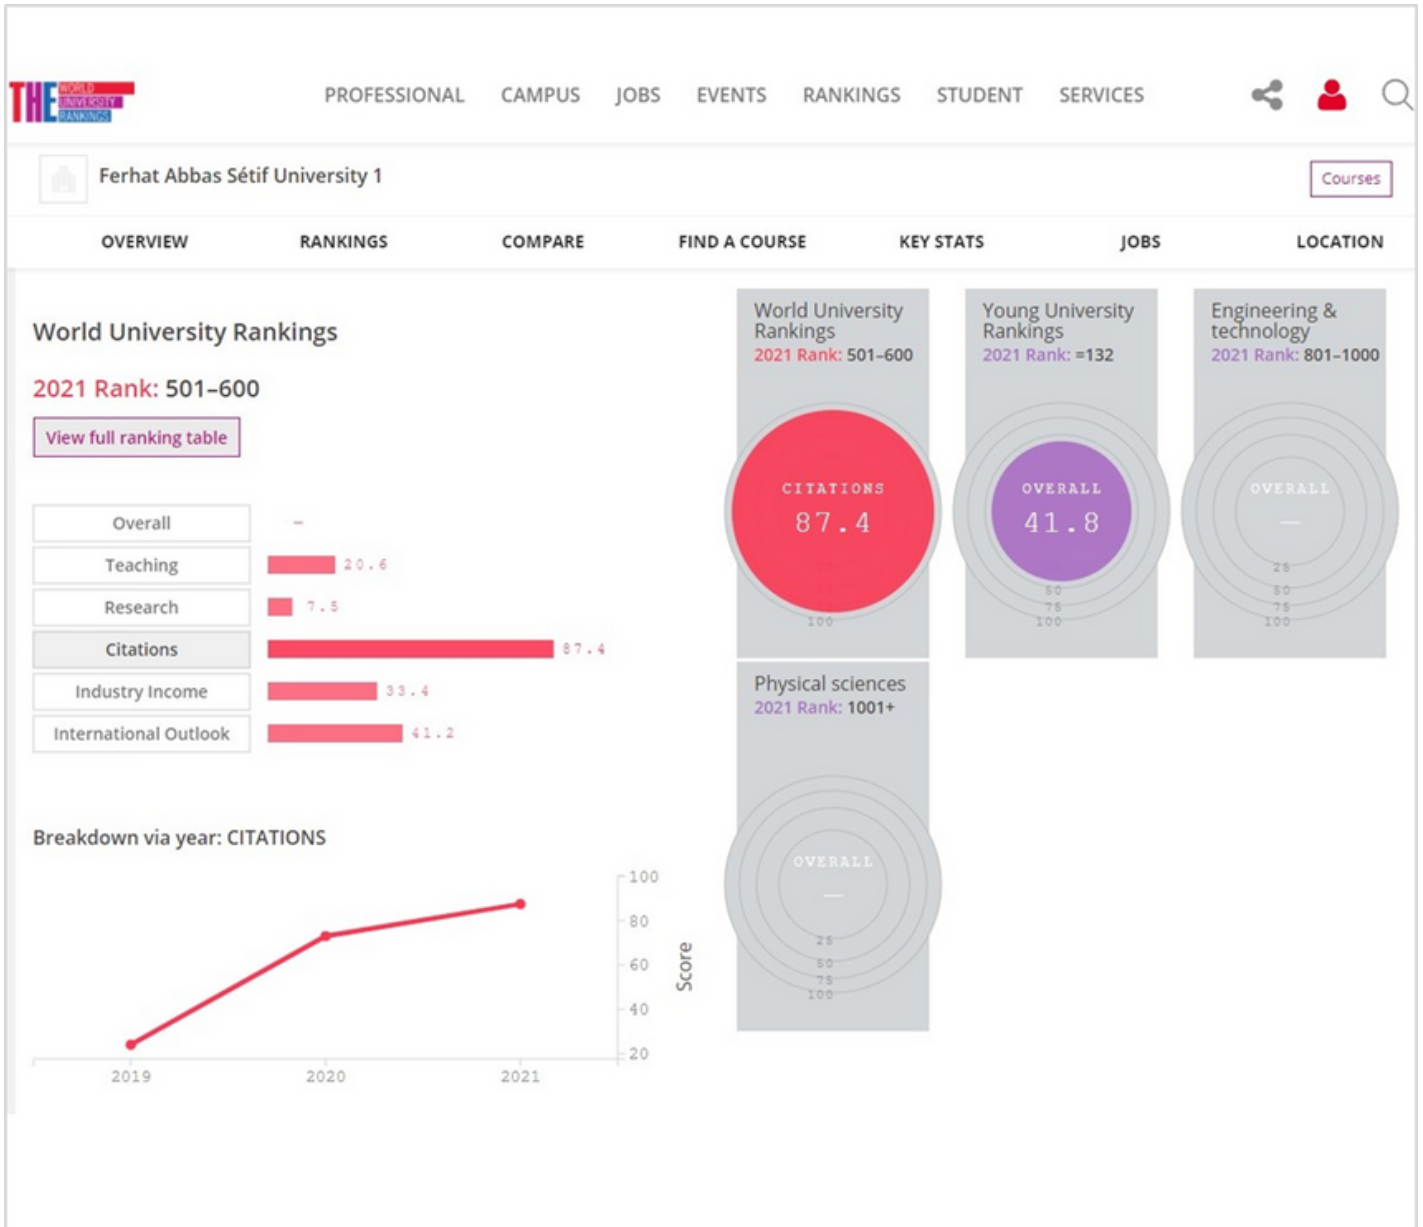 THE WORLD
UNIVERSITY
RANKINGS
PROFESSIONAL CAMPUS JOBS EVENTS RANKINGS STUDENT SERVICES
Ferhat Abbas Sétif University 1
Courses
OVERVIEW RANKINGS COMPARE FIND A COURSE KEY STATS JOBS LOCATION
World University Rankings
2021 Rank: 501–600
View full ranking table
Overall –
Teaching 20.6
Research 7.5
Citations 87.4
Industry Income 33.4
International Outlook 41.2
Breakdown via year: CITATIONS
100
80
60
40
20
Score
2019 2020 2021
World University
Rankings
2021 Rank: 501–600
CITATIONS
87.4
100
Young University
Rankings
2021 Rank: =132
OVERALL
41.8
50
75
100
Engineering &
technology
2021 Rank: 801–1000
OVERALL
—
25
50
75
100
Physical sciences
2021 Rank: 1001+
OVERALL
—
25
50
75
100